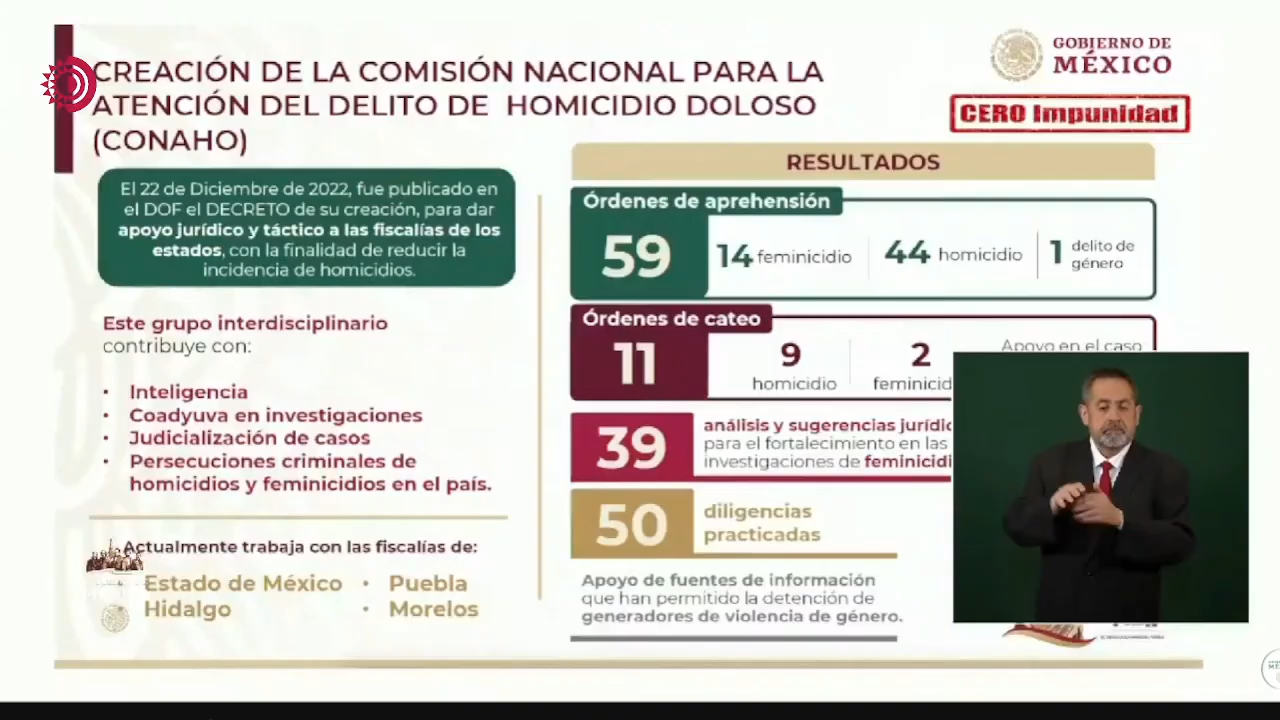 CREACIÓN DE LA COMISIÓN NACIONAL PARA LA
ATENCIÓN DEL DELITO DE HOMICIDIO DOLOSO
(CONAHO)
GOBIERNO DE
MÉXICO
CERO Impunidad
El 22 de Diciembre de 2022, fue publicado en
el DOF el DECRETO de su creación, para dar
apoyo jurídico y táctico a las fiscalías de los
estados, con la finalidad de reducir la
incidencia de homicidios.
Este grupo interdisciplinario
contribuye con:
• Inteligencia
• Coadyuva en investigaciones
• Judicialización de casos
• Persecuciones criminales de
homicidios y feminicidios en el país.
Actualmente trabaja con las fiscalías de:
Estado de México • Puebla
Hidalgo • Morelos
RESULTADOS
Órdenes de aprehensión
59 14 feminicidio 44 homicidio 1 delito de
género
Órdenes de cateo
11 9 homicidio 2 feminicid
Apoyo en el caso
39 análisis y sugerencias jurídic
para el fortalecimiento en las
investigaciones de feminicidi
50 diligencias
practicadas
Apoyo de fuentes de información
que han permitido la detención de
generadores de violencia de género.